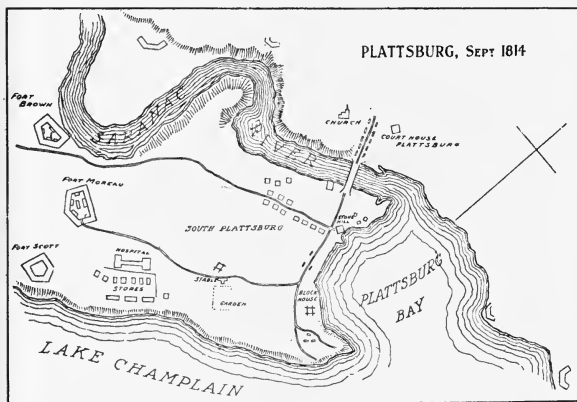 PLATTSBURG, SEPT 1814
FORT
BROWN
SARANAC
RIVER
CHURCH
COURT HOUSE
PLATTSBURG
FORT MOREAU
SOUTH PLATTSBURG
STONE
MILL
FORT SCOTT
HOSPITAL
STORES
STABLE
GARDEN
BLOCK
HOUSE
PLATTSBURG
BAY
LAKE CHAMPLAIN